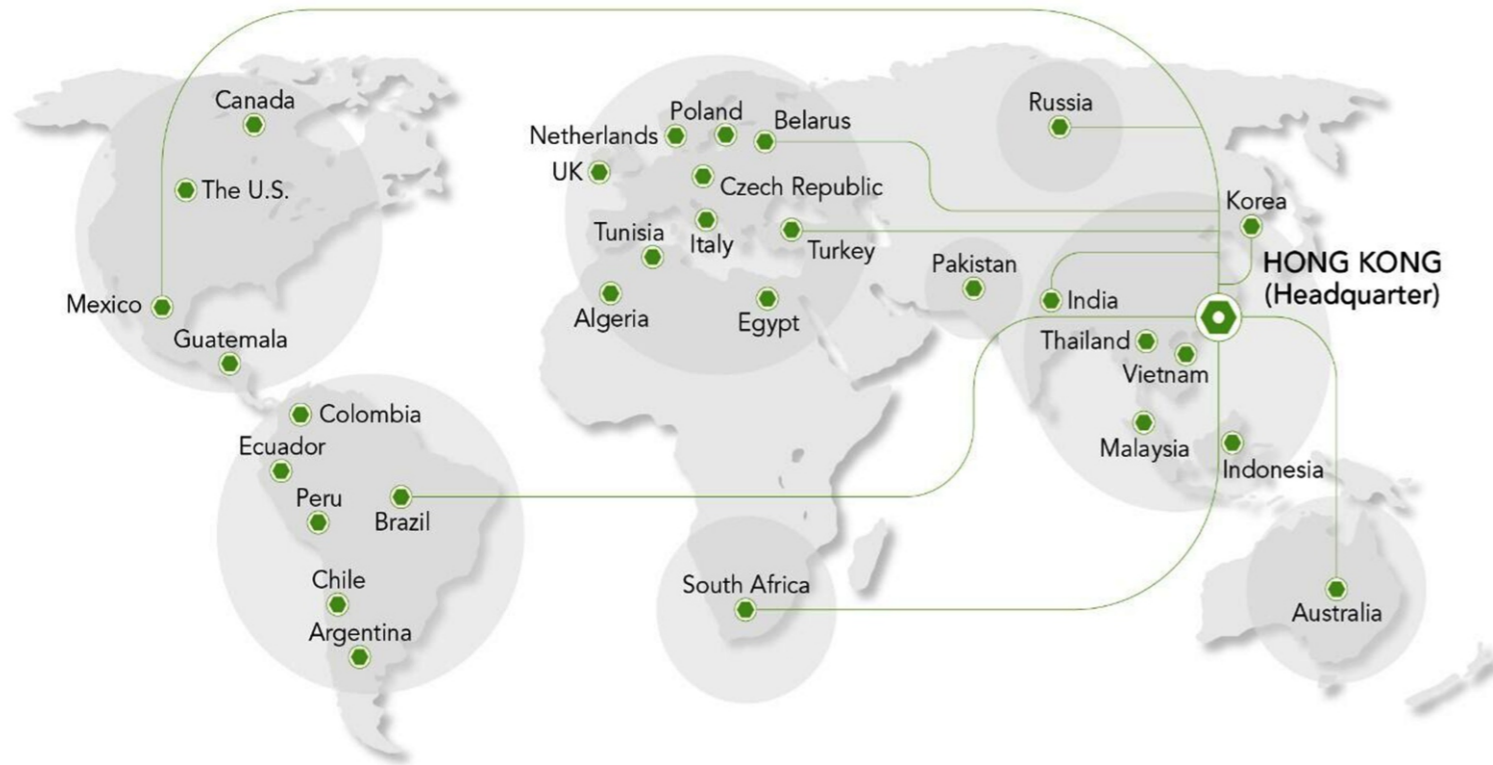 Canada
The U.S.
Mexico
Guatemala
Colombia
Ecuador
Peru
Brazil
Chile
Argentina
Poland
Netherlands
Belarus
UK
Czech Republic
Tunisia
Italy
Turkey
Algeria
Egypt
South Africa
Russia
Korea
Pakistan
HONG KONG
(Headquarter)
India
Thailand
Vietnam
Malaysia
Indonesia
Australia